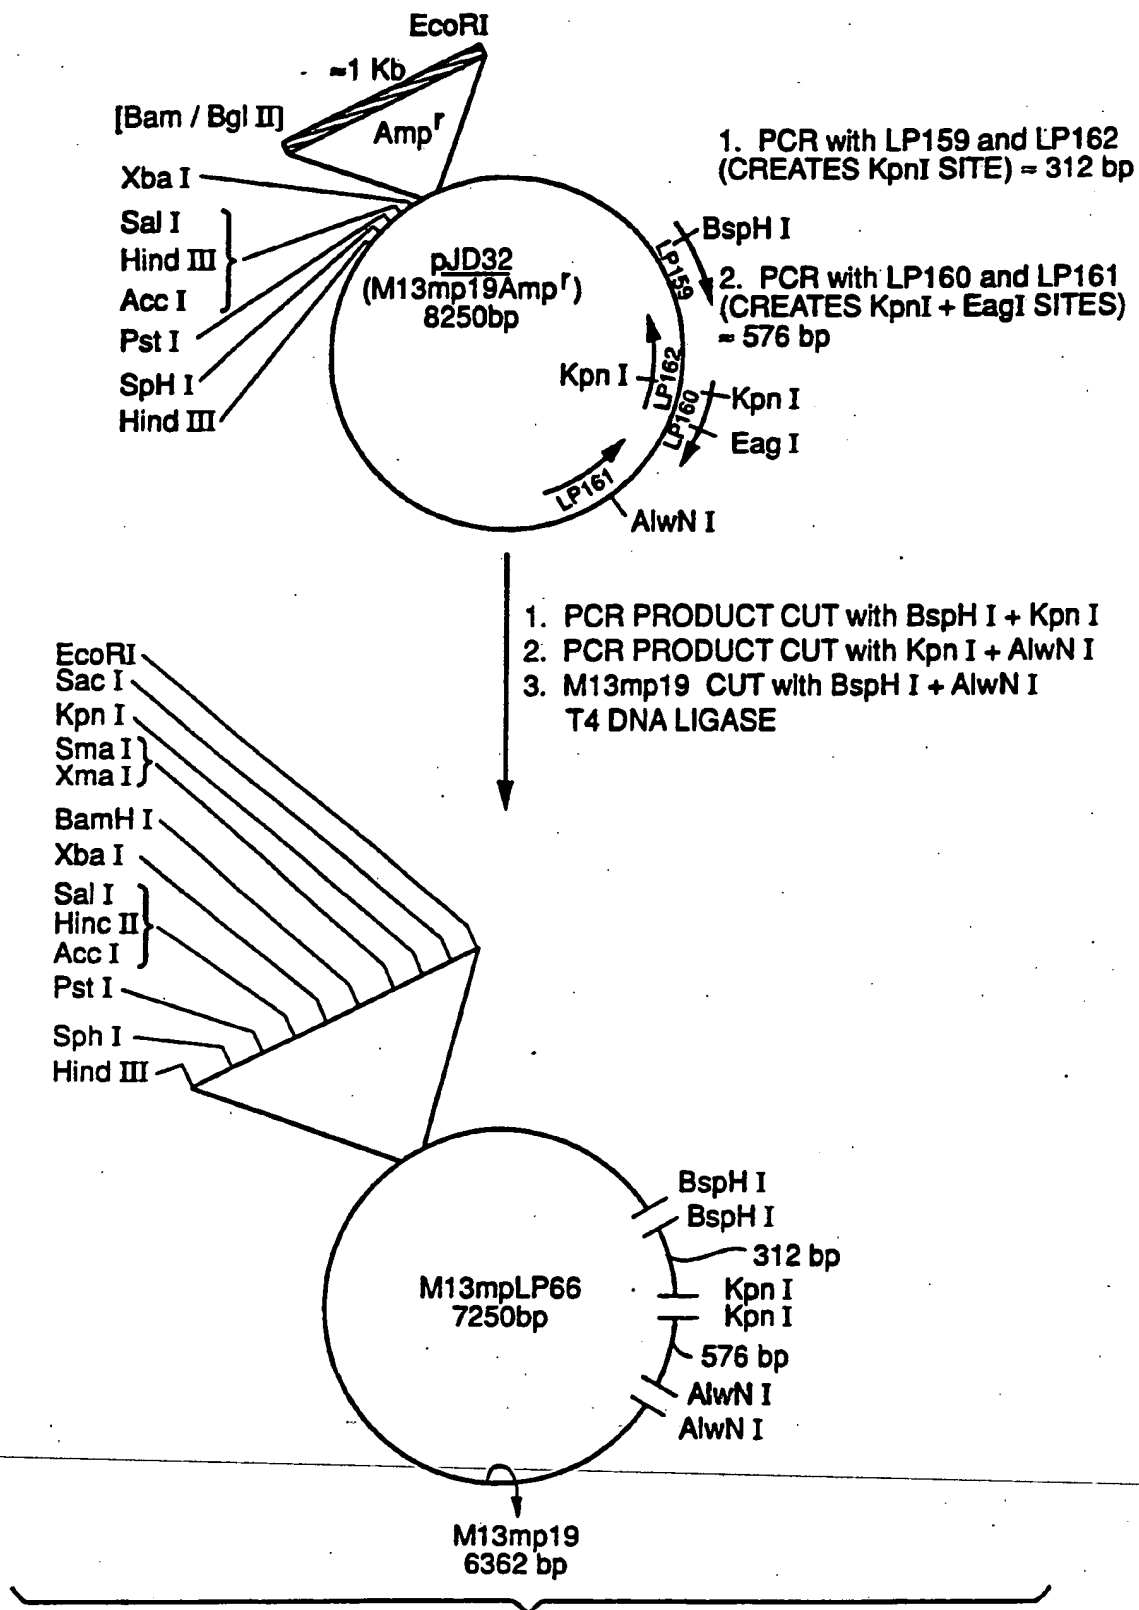 EcoRI
≈1 Kb
[Bam / Bgl II]
Amp^r
Xba I
Sal I
Hind III
Acc I
Pst I
SpH I
Hind III
pJD32
(M13mp19Amp^r)
8250bp
1. PCR with LP159 and LP162
(CREATES KpnI SITE) = 312 bp
BspH I
LP159
2. PCR with LP160 and LP161
(CREATES KpnI + EagI SITES)
≈ 576 bp
Kpn I
LP162
LP160
Kpn I
Eag I
LP161
AlwN I
1. PCR PRODUCT CUT with BspH I + Kpn I
2. PCR PRODUCT CUT with Kpn I + AlwN I
3. M13mp19 CUT with BspH I + AlwN I
T4 DNA LIGASE
EcoRI
Sac I
Kpn I
Sma I
Xma I
BamH I
Xba I
Sal I
Hinc II
Acc I
Pst I
Sph I
Hind III
BspH I
BspH I
312 bp
M13mpLP66
7250bp
Kpn I
Kpn I
576 bp
AlwN I
AlwN I
M13mp19
6362 bp